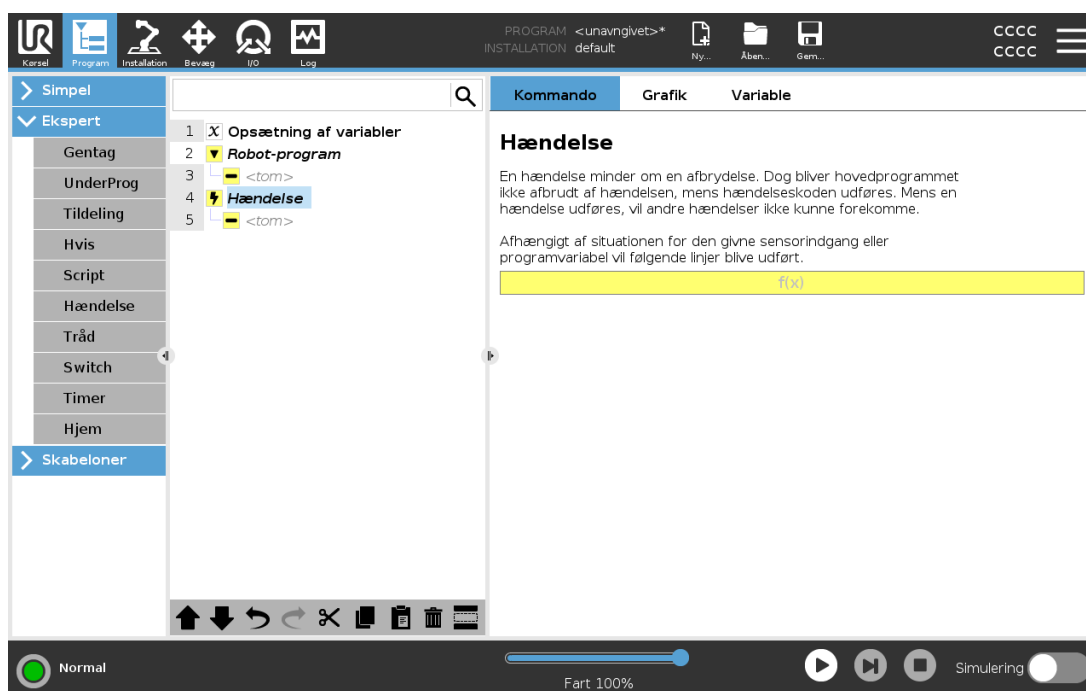 UR
Kørsel
Program
Installation
Bevæg
I/O
Log
PROGRAM <unavngivet>*
INSTALLATION default
Ny...
Åben...
Gem...
CCCC
CCCC
Simpel
Ekspert
Gentag
UnderProg
Tildeling
Hvis
Script
Hændelse
Tråd
Switch
Timer
Hjem
Skabeloner
1 X Opsætning af variabler
2 Robot-program
3 <tom>
4 Hændelse
5 <tom>
Kommando
Grafik
Variable
Hændelse
En hændelse minder om en afbrydelse. Dog bliver hovedprogrammet
ikke afbrudt af hændelsen, mens hændelseskoden udføres. Mens en
hændelse udføres, vil andre hændelser ikke kunne forekomme.
Afhængigt af situationen for den givne sensorindgang eller
programvariabel vil følgende linjer blive udført.
f(x)
Normal
Fart 100%
Simulering